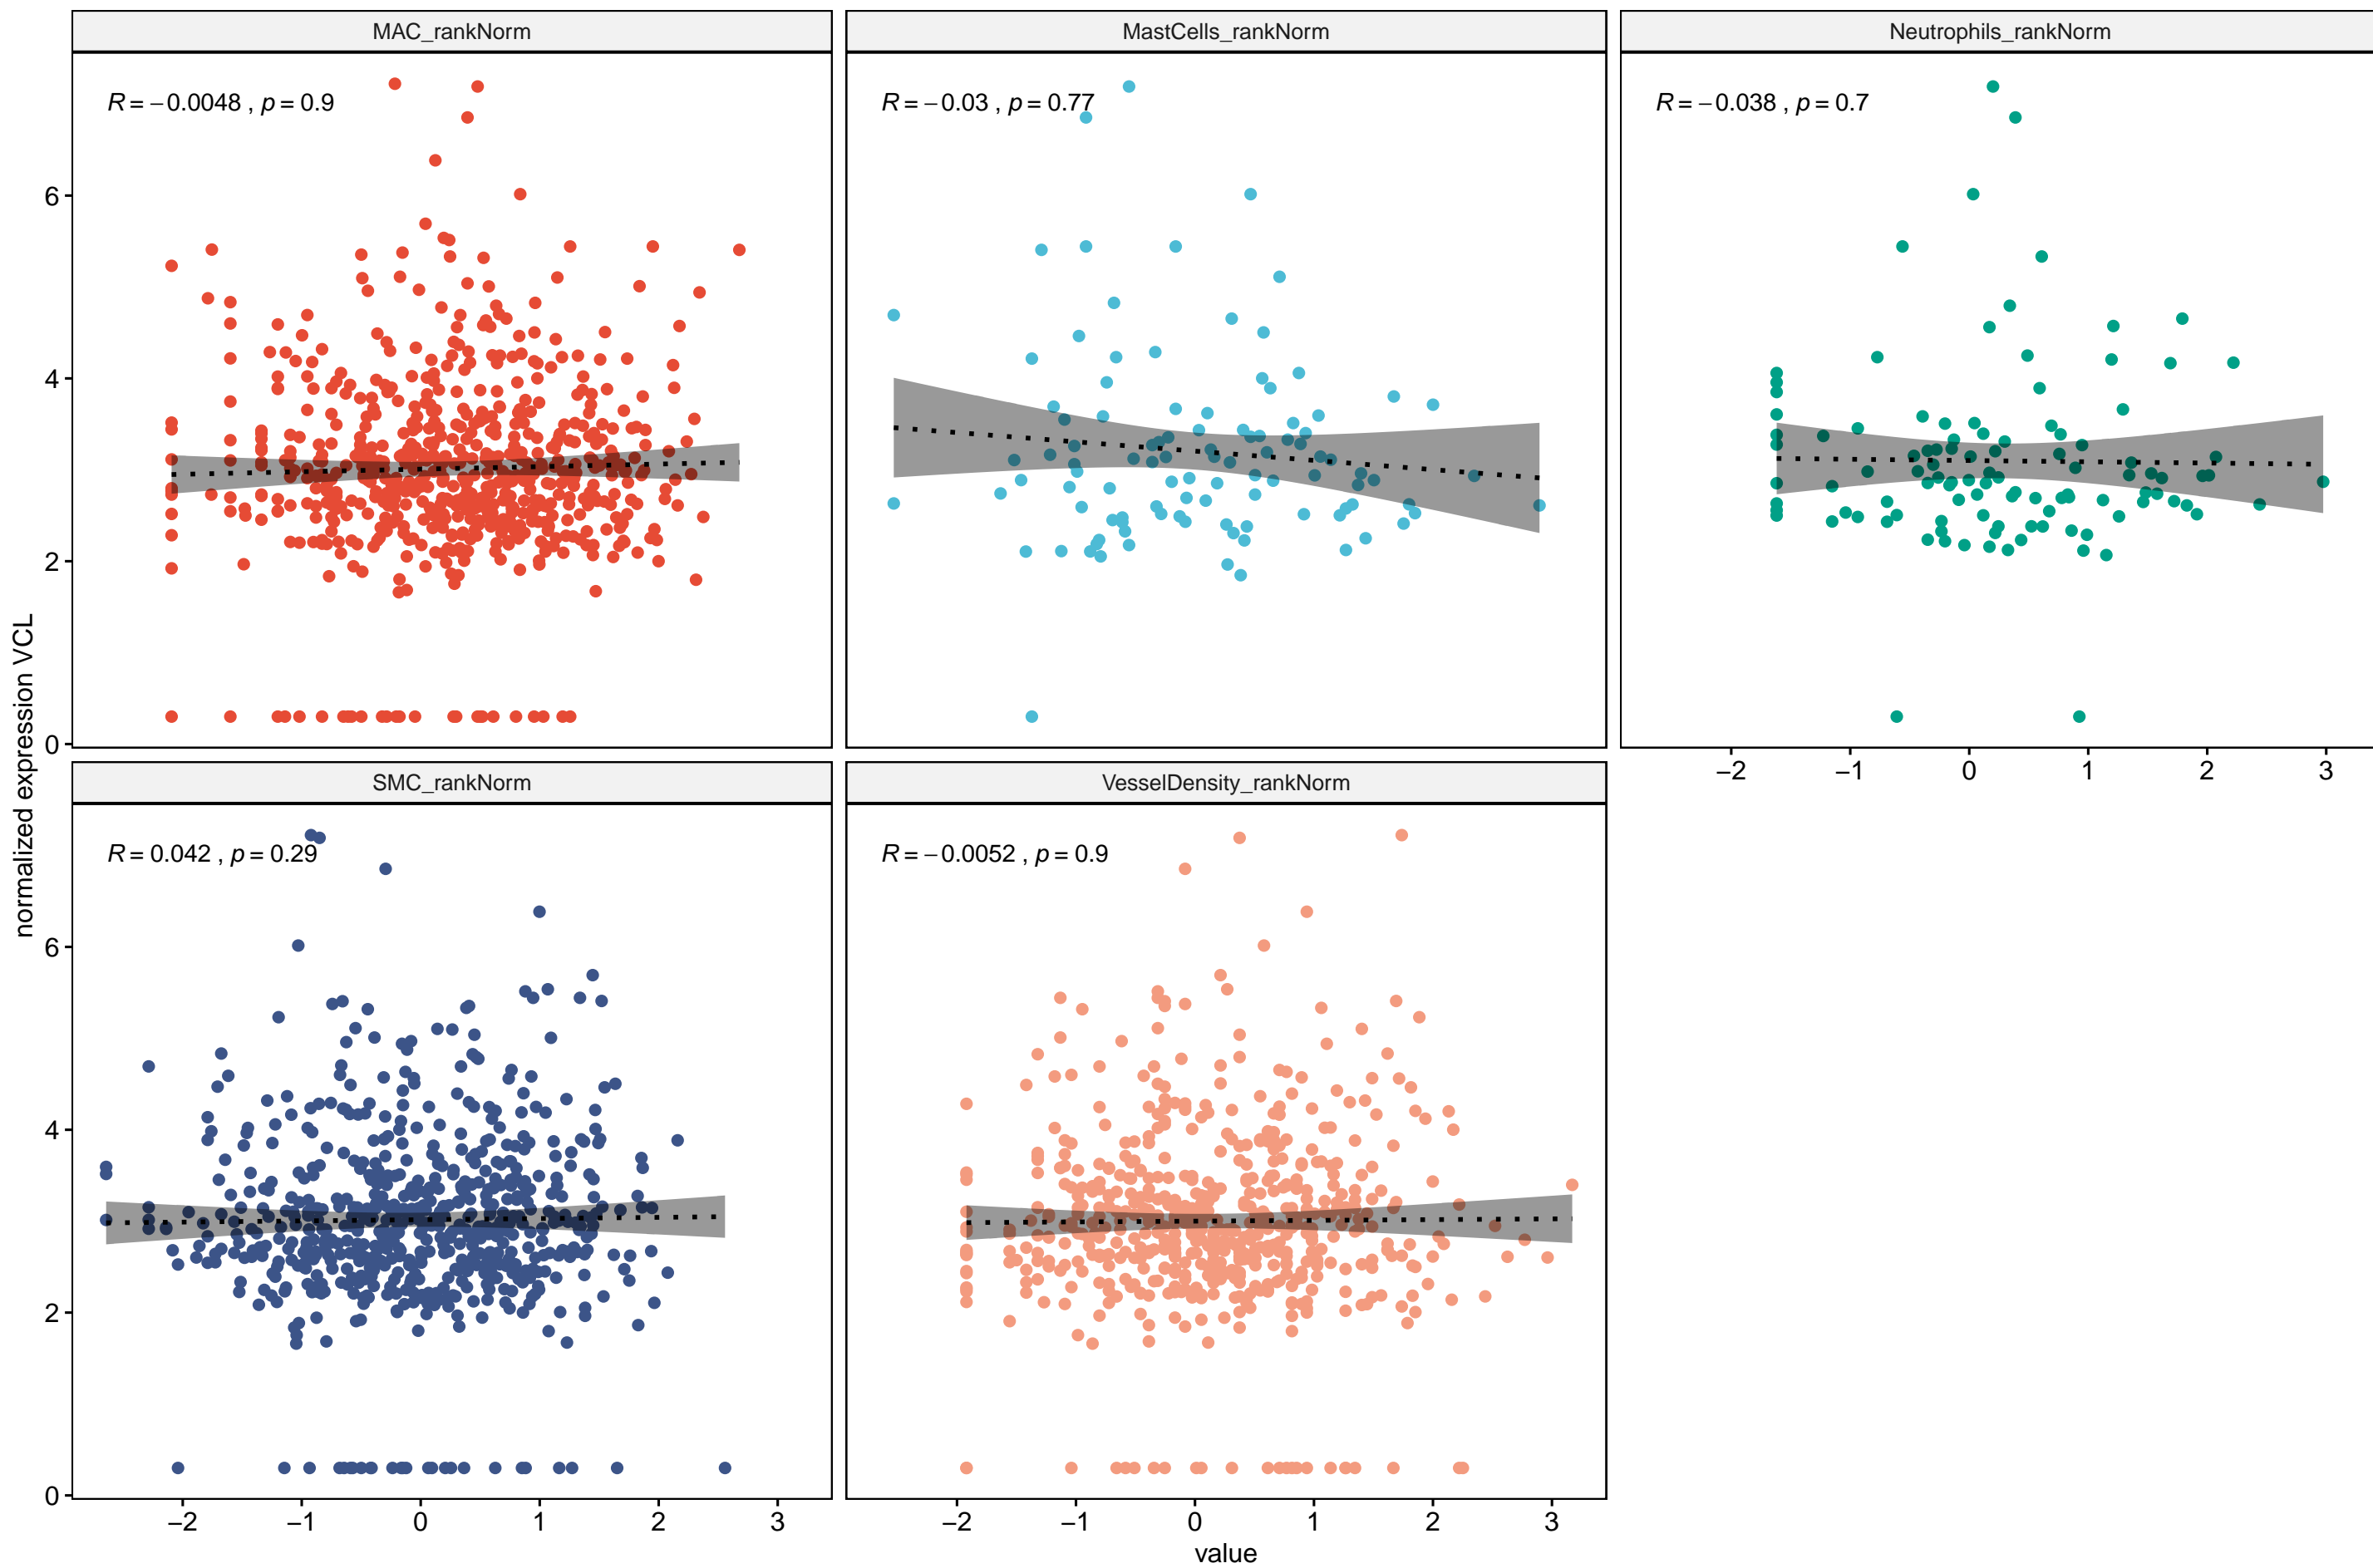 MAC_rankNorm
MastCells_rankNorm
Neutrophils_rankNorm
R = −0.0048 , p = 0.9
R = −0.03 , p = 0.77
R = −0.038 , p = 0.7
6
4
2
0
−2 −1 0 1 2 3
normalized expression VCL
SMC_rankNorm
VesselDensity_rankNorm
R = 0.042 , p = 0.29
R = −0.0052 , p = 0.9
6
4
2
0
−2 −1 0 1 2 3
−2 −1 0 1 2 3
value